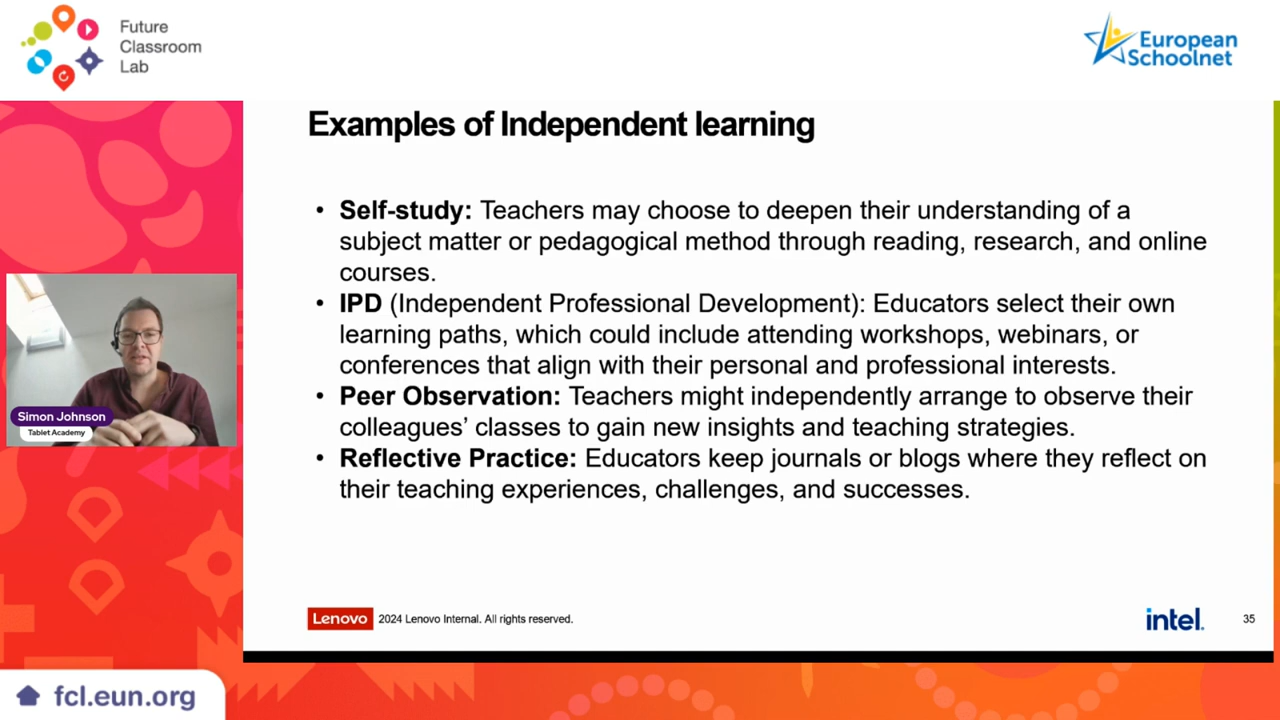 Future
Classroom
Lab
European
Schoolnet
Examples of Independent learning
• Self-study: Teachers may choose to deepen their understanding of a
subject matter or pedagogical method through reading, research, and online
courses.
• IPD (Independent Professional Development): Educators select their own
learning paths, which could include attending workshops, webinars, or
conferences that align with their personal and professional interests.
• Peer Observation: Teachers might independently arrange to observe their
colleagues’ classes to gain new insights and teaching strategies.
• Reflective Practice: Educators keep journals or blogs where they reflect on
their teaching experiences, challenges, and successes.
Simon Johnson
Tablet Academy
Lenovo 2024 Lenovo Internal. All rights reserved. intel. 35
fcl.eun.org